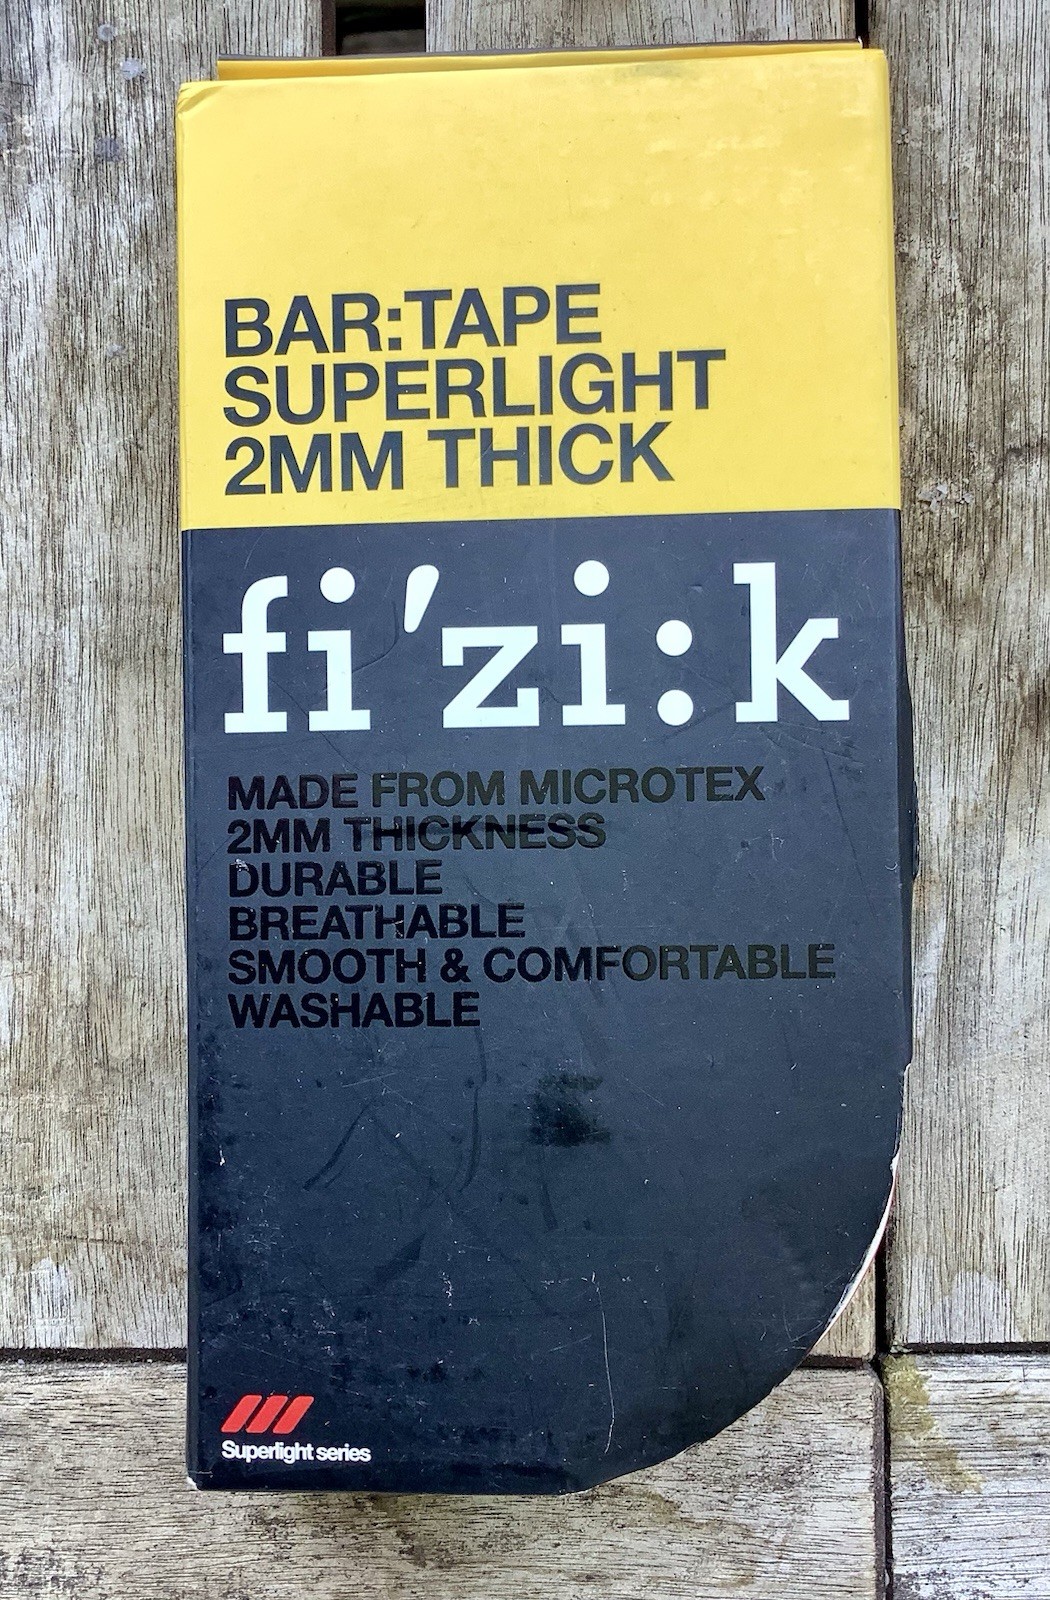 BAR:TAPE
SUPERLIGHT
2MM THICK
fi'zi:k
MADE FROM MICROTEX
2MM THICKNESS
DURABLE
BREATHABLE
SMOOTH & COMFORTABLE
WASHABLE
Superlight series